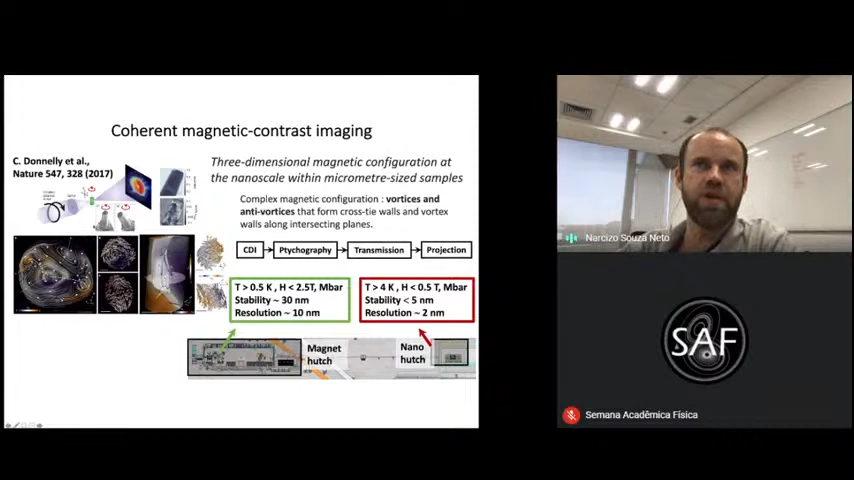 Coherent magnetic-contrast imaging
C. Donnelly et al.,
Nature 547, 328 (2017)
Three-dimensional magnetic configuration at
the nanoscale within micrometre-sized samples
Complex magnetic configuration : vortices and
anti-vortices that form cross-tie walls and vortex
walls along intersecting planes.
CDI
Ptychography
Transmission
Projection
T > 0.5 K , H < 2.5T, Mbar
Stability ~ 30 nm
Resolution ~ 10 nm
T > 4 K , H < 0.5 T, Mbar
Stability < 5 nm
Resolution ~ 2 nm
Magnet
hutch
Nano
hutch
Narcizo Souza Neto
SAF
Semana Acadêmica Física